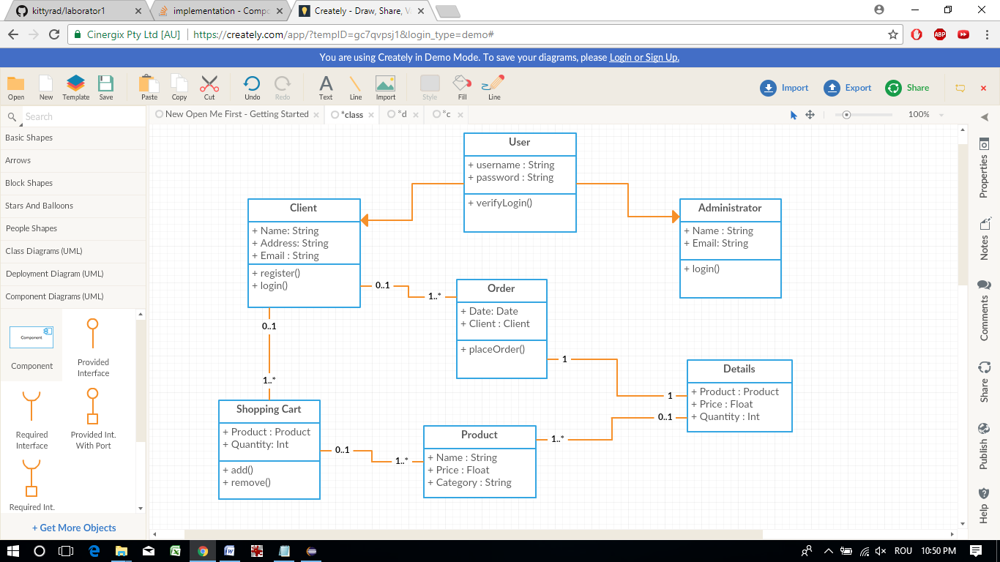 kittyrad/laborator1
implementation - Compo
Creately - Draw, Share, V
Cinergix Pty Ltd [AU]
https://creately.com/app/?tempID=gc7qvpsj1&login_type=demo#
ABP
You are using Creately in Demo Mode. To save your diagrams, please Login or Sign Up.
Open
New
Template
Save
Paste
Copy
Cut
Undo
Redo
Text
Line
Import
Style
Fill
Line
Import
Export
Share
Search
New Open Me First - Getting Started
*class
*d
*c
100%
Basic Shapes
Arrows
Block Shapes
Stars And Balloons
People Shapes
Class Diagrams (UML)
Deployment Diagram (UML)
Component Diagrams (UML)
Component
Component
Provided
Interface
Required
Interface
Provided Int.
With Port
Required Int.
+ Get More Objects
User
+ username : String
+ password : String
+ verifyLogin()
Client
+ Name: String
+ Address: String
+ Email : String
+ register()
+ login()
Administrator
+ Name : String
+ Email: String
+ login()
0..1
1..*
Order
+ Date: Date
+ Client : Client
+ placeOrder()
0..1
1..*
1
1
Details
+ Product : Product
+ Price : Float
+ Quantity : Int
Shopping Cart
+ Product : Product
+ Quantity: Int
+ add()
+ remove()
0..1
1..*
Product
+ Name : String
+ Price : Float
+ Category : String
1..*
0..1
Properties
Notes
Comments
Share
Publish
Help
ROU
10:50 PM